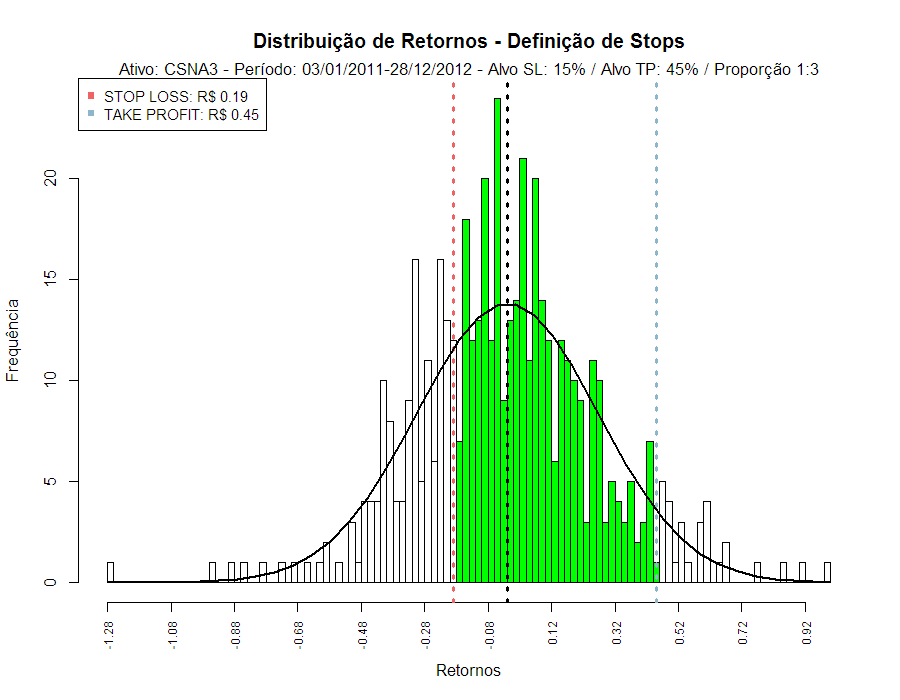 Distribuição de Retornos - Definição de Stops
Ativo: CSNA3 - Período: 03/01/2011-28/12/2012 - Alvo SL: 15% / Alvo TP: 45% / Proporção 1:3
STOP LOSS: R$ 0.19
TAKE PROFIT: R$ 0.45
Frequência
20
15
10
5
0
-1.28
-1.08
-0.88
-0.68
-0.48
-0.28
-0.08
0.12
0.32
0.52
0.72
0.92
Retornos